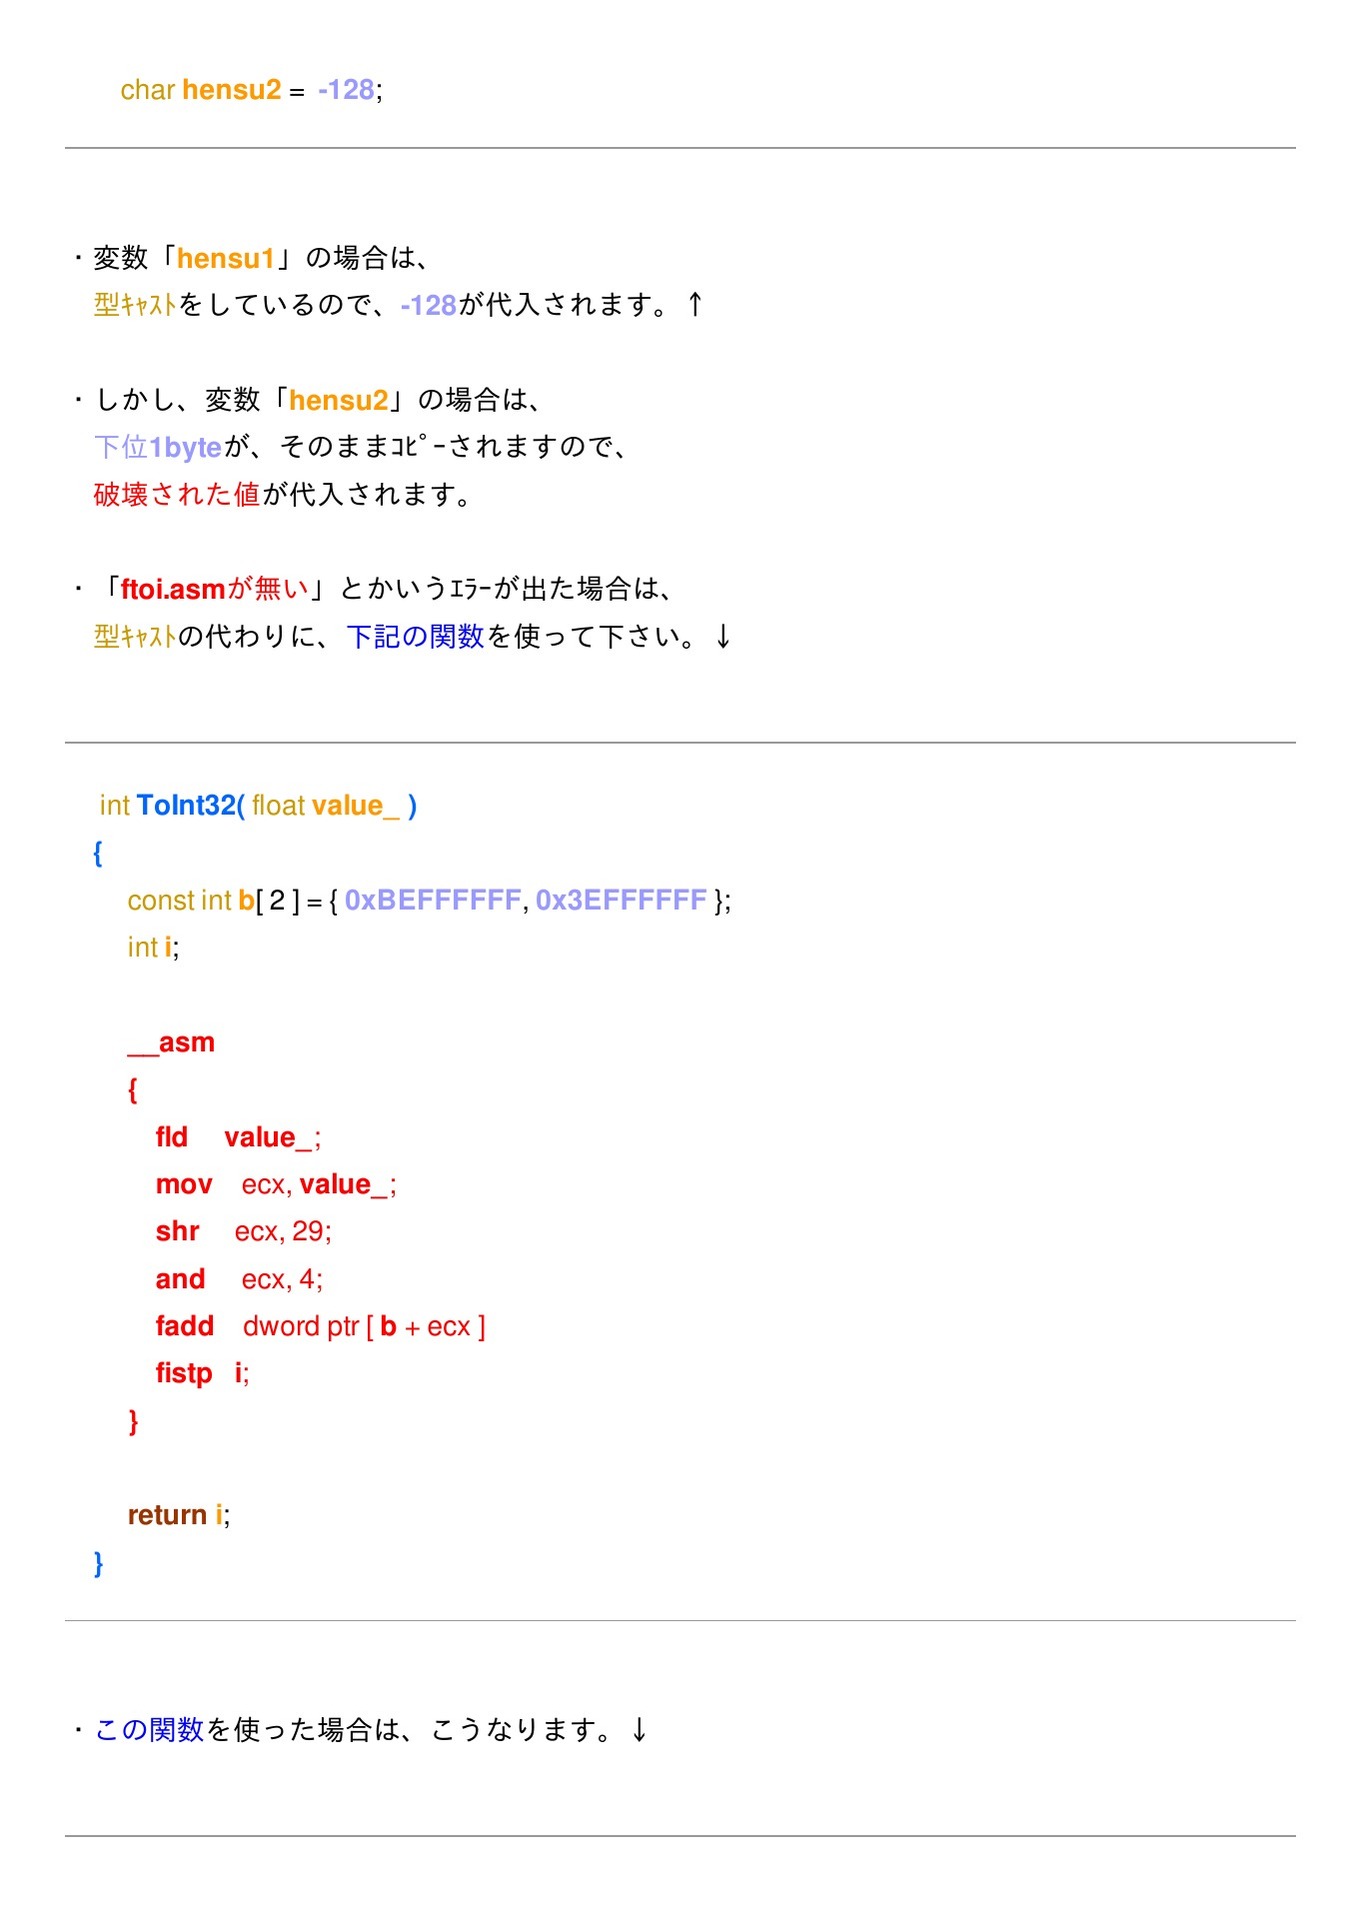 char hensu2 = -128;
・変数「hensu1」の場合は、
型ｷｬｽﾄをしているので、-128が代入されます。↑
・しかし、変数「hensu2」の場合は、
下位1byteが、そのままｺﾋﾟｰされますので、
破壊された値が代入されます。
・「ftoi.asmが無い」とかいうｴﾗｰが出た場合は、
型ｷｬｽﾄの代わりに、下記の関数を使って下さい。↓
int ToInt32( float value_ )
{
const int b[ 2 ] = { 0xBEFFFFFF, 0x3EFFFFFF };
int i;
__asm
{
fld value_;
mov ecx, value_;
shr ecx, 29;
and ecx, 4;
fadd dword ptr [ b + ecx ]
fistp i;
}
return i;
}
・この関数を使った場合は、こうなります。↓